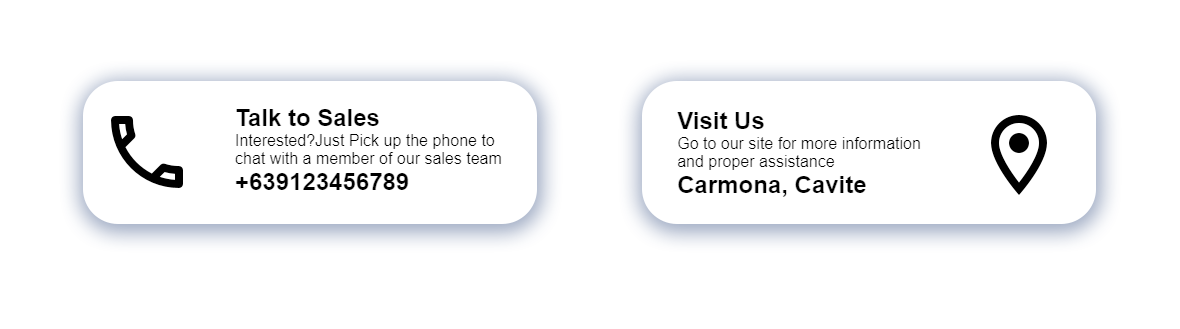 Talk to Sales
Interested?Just Pick up the phone to
chat with a member of our sales team
+639123456789
Visit Us
Go to our site for more information
and proper assistance
Carmona, Cavite